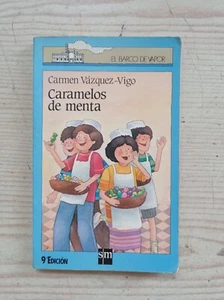 EL BARCO DE VAPOR
Carmen Vázquez-Vigo
Caramelos
de menta
9ª EDICIÓN
sm